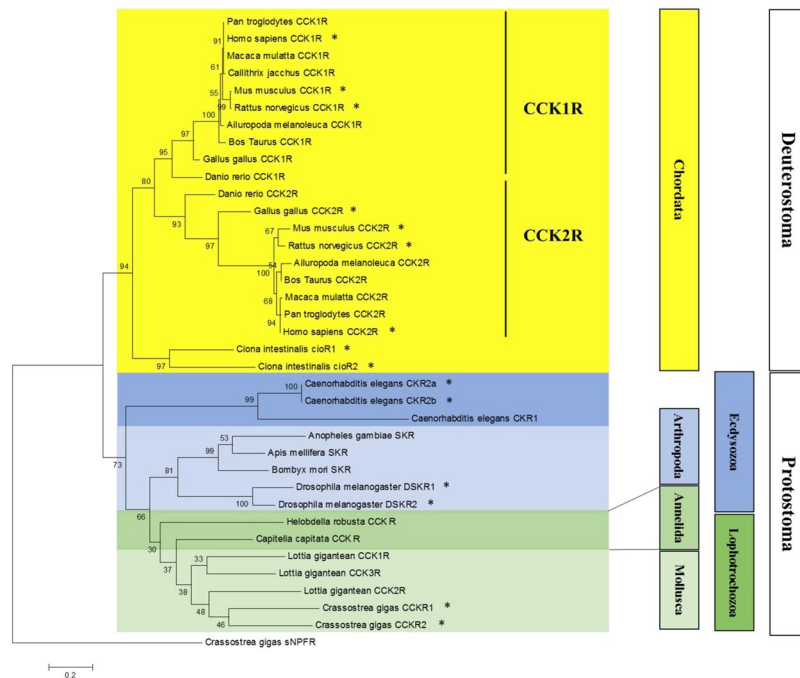 Pan troglodytes CCK1R
Homo sapiens CCK1R *
Macaca mulatta CCK1R
Callithrix jacchus CCK1R
Mus musculus CCK1R *
Rattus norvegicus CCK1R *
Ailuropoda melanoleuca CCK1R
Bos Taurus CCK1R
Gallus gallus CCK1R
Danio rerio CCK1R
Danio rerio CCK2R
Gallus gallus CCK2R *
Mus musculus CCK2R *
Rattus norvegicus CCK2R *
Ailuropoda melanoleuca CCK2R
Bos Taurus CCK2R
Macaca mulatta CCK2R
Pan troglodytes CCK2R
Homo sapiens CCK2R *
Ciona intestinalis cioR1 *
Ciona intestinalis cioR2 *
Caenorhabditis elegans CKR2a *
Caenorhabditis elegans CKR2b *
Caenorhabditis elegans CKR1
Anopheles gambiae SKR
Apis mellifera SKR
Bombyx mori SKR
Drosophila melanogaster DSKR1 *
Drosophila melanogaster DSKR2 *
Helobdella robusta CCK R
Capitella capitata CCK R
Lottia gigantean CCK1R
Lottia gigantean CCK3R
Lottia gigantean CCK2R
Crassostrea gigas CCKR1 *
Crassostrea gigas CCKR2 *
Crassostrea gigas sNPFR
91
61
55
99
100
97
95
80
93
97
67
54
100
68
94
94
97
100
99
73
53
99
81
100
66
30
37
33
38
48
46
0.2
CCK1R
CCK2R
Chordata
Arthropoda
Annelida
Mollusca
Ecdysozoa
Lophotrochozoa
Deuterostoma
Protostoma